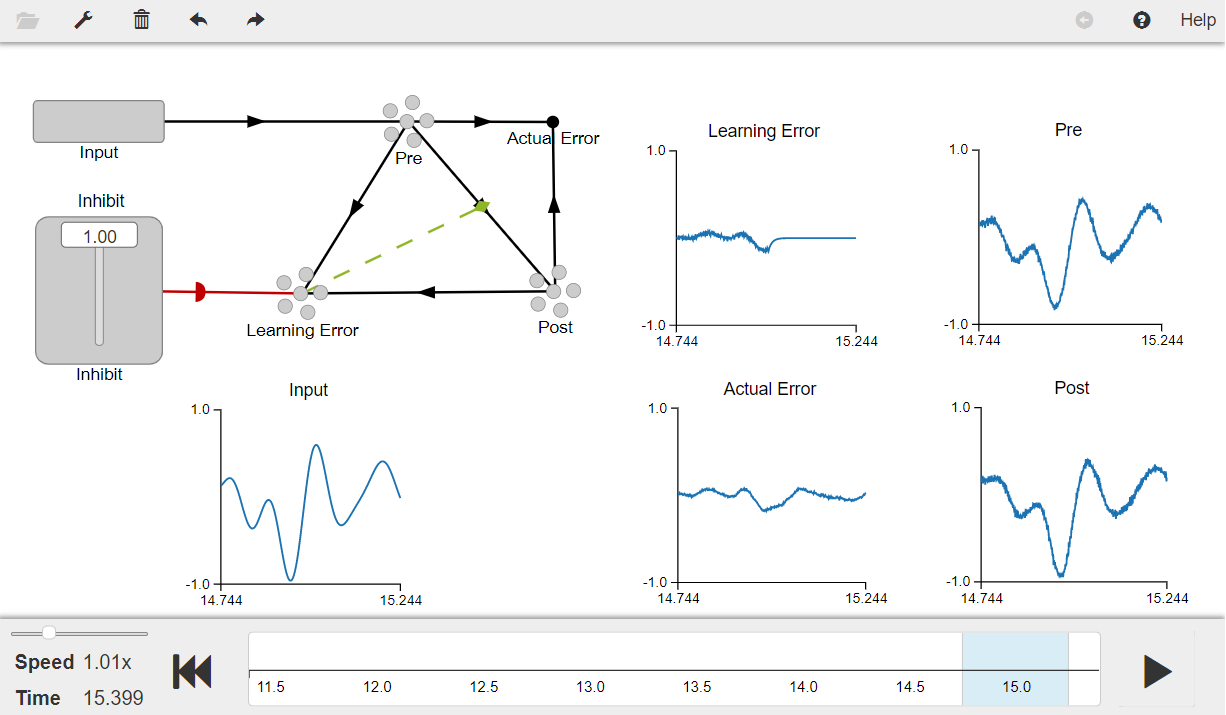 Help
Input
Pre
Actual Error
Inhibit
1.00
Learning Error
Post
Inhibit
Learning Error
1.0
-1.0
14.744
15.244
Pre
1.0
-1.0
14.744
15.244
Input
1.0
-1.0
14.744
15.244
Actual Error
1.0
-1.0
14.744
15.244
Post
1.0
-1.0
14.744
15.244
Speed 1.01x
Time 15.399
11.5 12.0 12.5 13.0 13.5 14.0 14.5 15.0